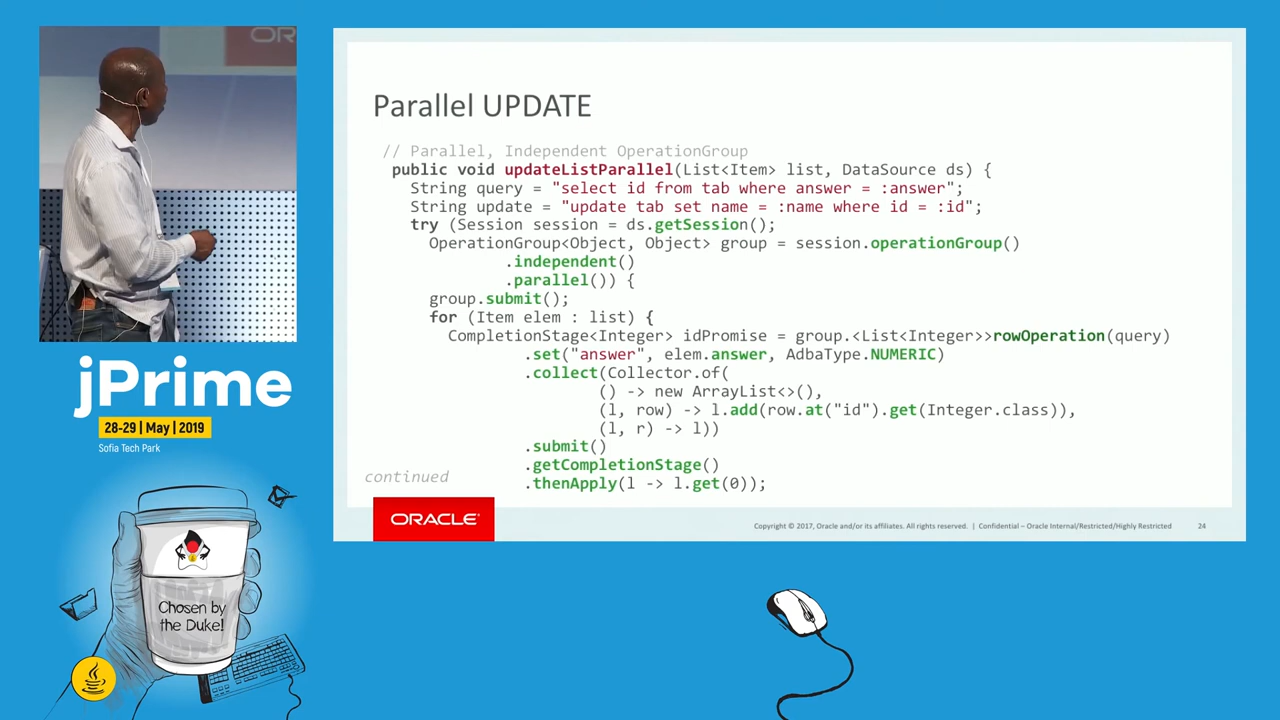 OR
Parallel UPDATE
// Parallel, Independent OperationGroup
public void updateListParallel(List<Item> list, DataSource ds) {
String query = "select id from tab where answer = :answer";
String update = "update tab set name = :name where id = :id";
try (Session session = ds.getSession();
OperationGroup<Object, Object> group = session.operationGroup()
.independent()
.parallel()) {
group.submit();
for (Item elem : list) {
CompletionStage<Integer> idPromise = group.<List<Integer>>rowOperation(query)
.set("answer", elem.answer, AdbaType.NUMERIC)
.collect(Collector.of(
() -> new ArrayList<>(),
(l, row) -> l.add(row.at("id").get(Integer.class)),
(l, r) -> l))
.submit()
.getCompletionStage()
.thenApply(l -> l.get(0));
continued
ORACLE
Copyright © 2017, Oracle and/or its affiliates. All rights reserved. | Confidential – Oracle Internal/Restricted/Highly Restricted 24
jPrime
28-29 | May | 2019
Sofia Tech Park
Chosen by
the Duke!